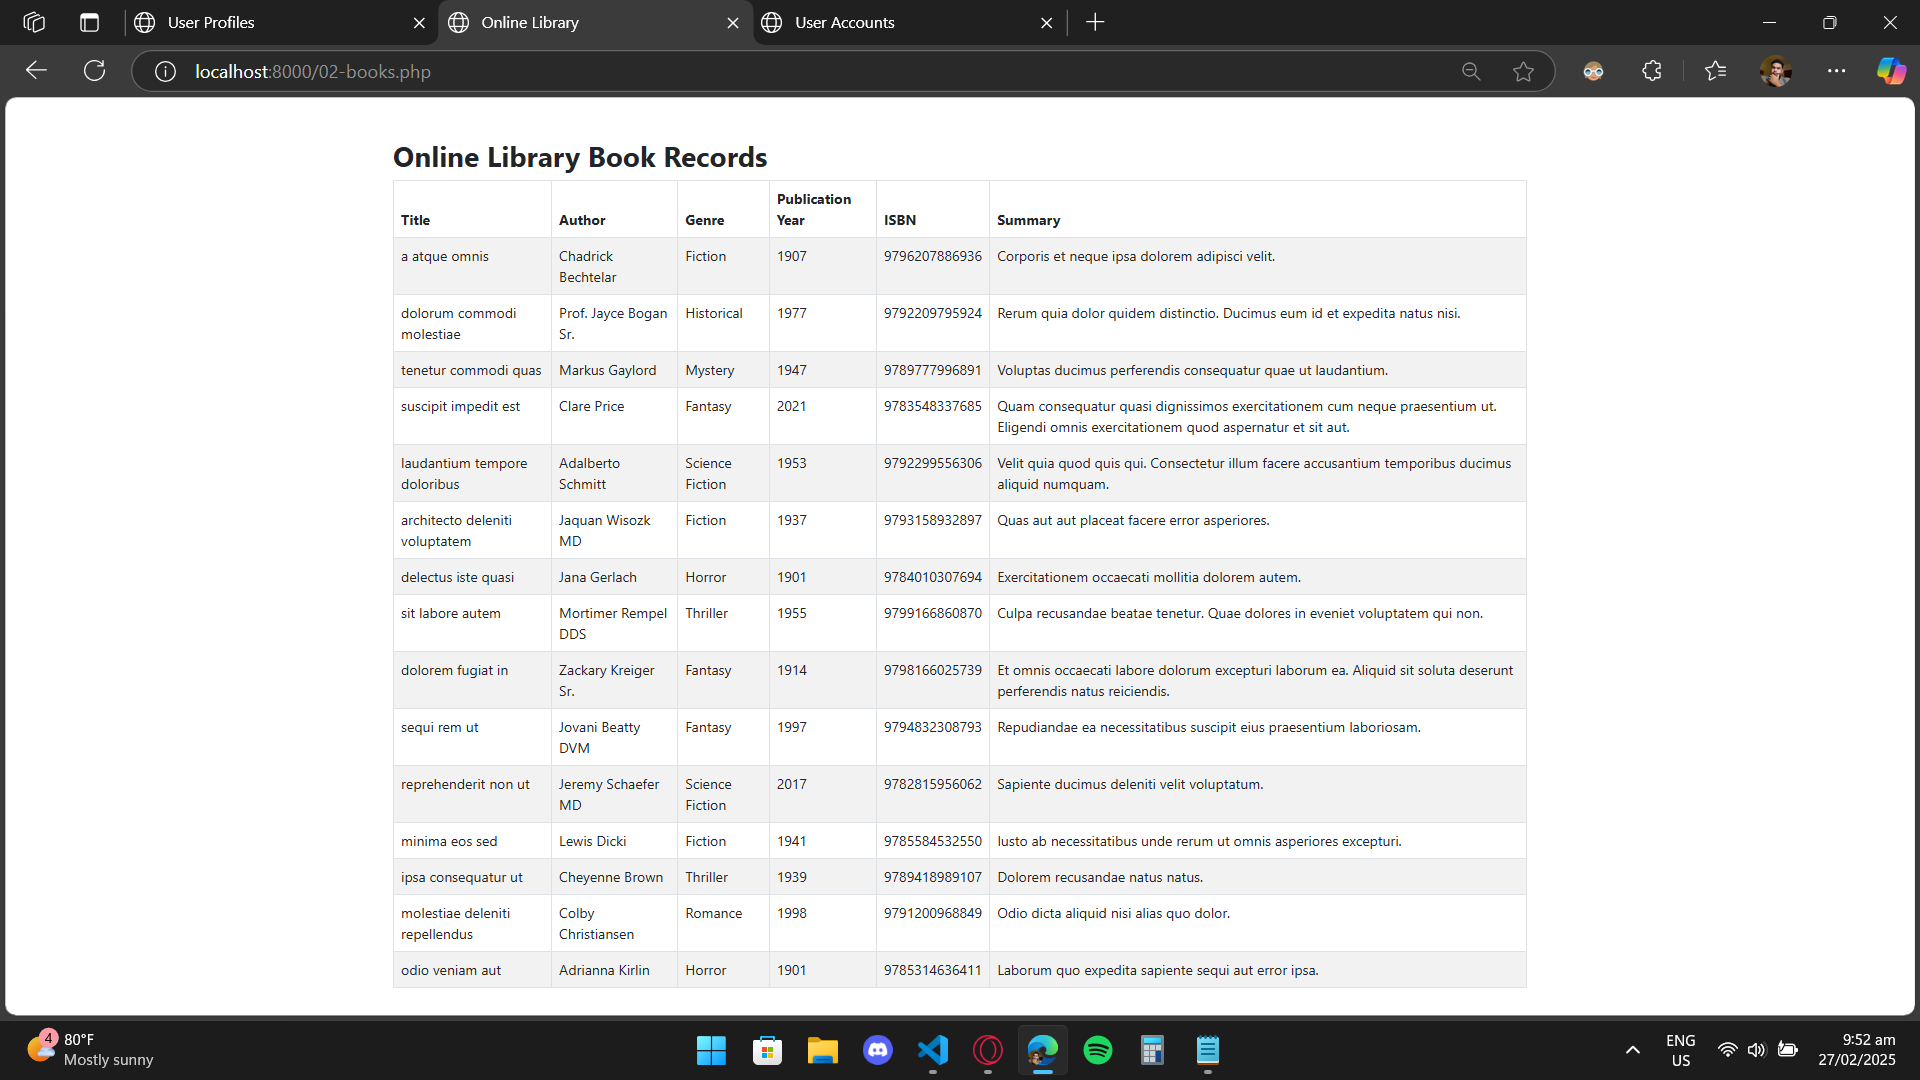 User Profiles
Online Library
User Accounts
localhost:8000/02-books.php
Online Library Book Records
Title Author Genre Publication Year ISBN Summary
a atque omnis Chadrick Bechtelar Fiction 1907 9796207886936 Corporis et neque ipsa dolorem adipisci velit.
dolorum commodi molestiae Prof. Jayce Bogan Sr. Historical 1977 9792209795924 Rerum quia dolor quidem distinctio. Ducimus eum id et expedita natus nisi.
tenetur commodi quas Markus Gaylord Mystery 1947 9789777996891 Voluptas ducimus perferendis consequatur quae ut laudantium.
suscipit impedit est Clare Price Fantasy 2021 9783548337685 Quam consequatur quasi dignissimos exercitationem cum neque praesentium ut. Eligendi omnis exercitationem quod aspernatur et sit aut.
laudantium tempore doloribus Adalberto Schmitt Science Fiction 1953 9792299556306 Velit quia quod quis qui. Consectetur illum facere accusantium temporibus ducimus aliquid numquam.
architecto deleniti voluptatem Jaquan Wisozk MD Fiction 1937 9793158932897 Quas aut aut placeat facere error asperiores.
delectus iste quasi Jana Gerlach Horror 1901 9784010307694 Exercitationem occaecati mollitia dolorem autem.
sit labore autem Mortimer Rempel DDS Thriller 1955 9799166860870 Culpa recusandae beatae tenetur. Quae dolores in eveniet voluptatem qui non.
dolorem fugiat in Zackary Kreiger Sr. Fantasy 1914 9798166025739 Et omnis occaecati labore dolorum excepturi laborum ea. Aliquid sit soluta deserunt perferendis natus reiciendis.
sequi rem ut Jovani Beatty DVM Fantasy 1997 9794832308793 Repudiandae ea necessitatibus suscipit eius praesentium laboriosam.
reprehenderit non ut Jeremy Schaefer MD Science Fiction 2017 9782815956062 Sapiente ducimus deleniti velit voluptatum.
minima eos sed Lewis Dicki Fiction 1941 9785584532550 Iusto ab necessitatibus unde rerum ut omnis asperiores excepturi.
ipsa consequatur ut Cheyenne Brown Thriller 1939 9789418989107 Dolorem recusandae natus natus.
molestiae deleniti repellendus Colby Christiansen Romance 1998 9791200968849 Odio dicta aliquid nisi alias quo dolor.
odio veniam aut Adrianna Kirlin Horror 1901 9785314636411 Laborum quo expedita sapiente sequi aut error ipsa.
4
80°F
Mostly sunny
ENG
US
9:52 am
27/02/2025